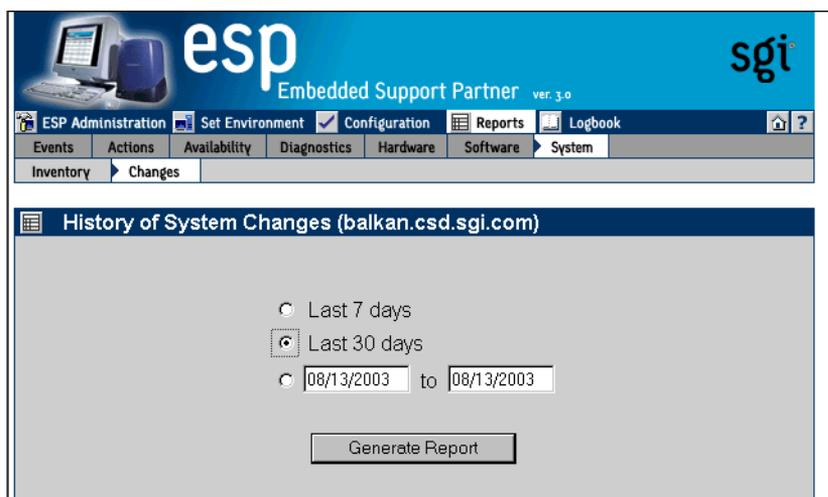 esp
Embedded Support Partner ver. 3.0
sgi
ESP Administration Set Environment Configuration Reports Logbook ?
Events Actions Availability Diagnostics Hardware Software System
Inventory Changes
History of System Changes (balkan.csd.sgi.com)
Last 7 days
Last 30 days
08/13/2003 to 08/13/2003
Generate Report